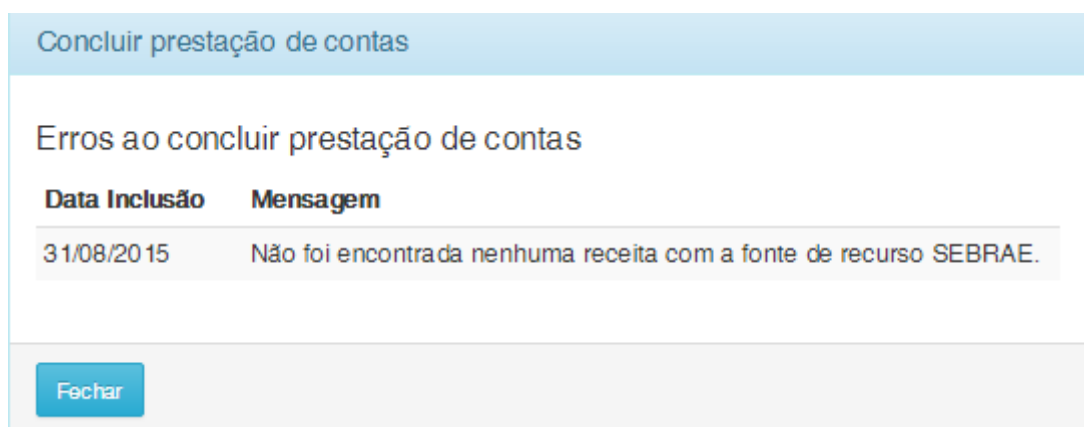 Concluir prestação de contas
Erros ao concluir prestação de contas
Data Inclusão Mensagem
31/08/2015 Não foi encontrada nenhuma receita com a fonte de recurso SEBRAE.
Fechar